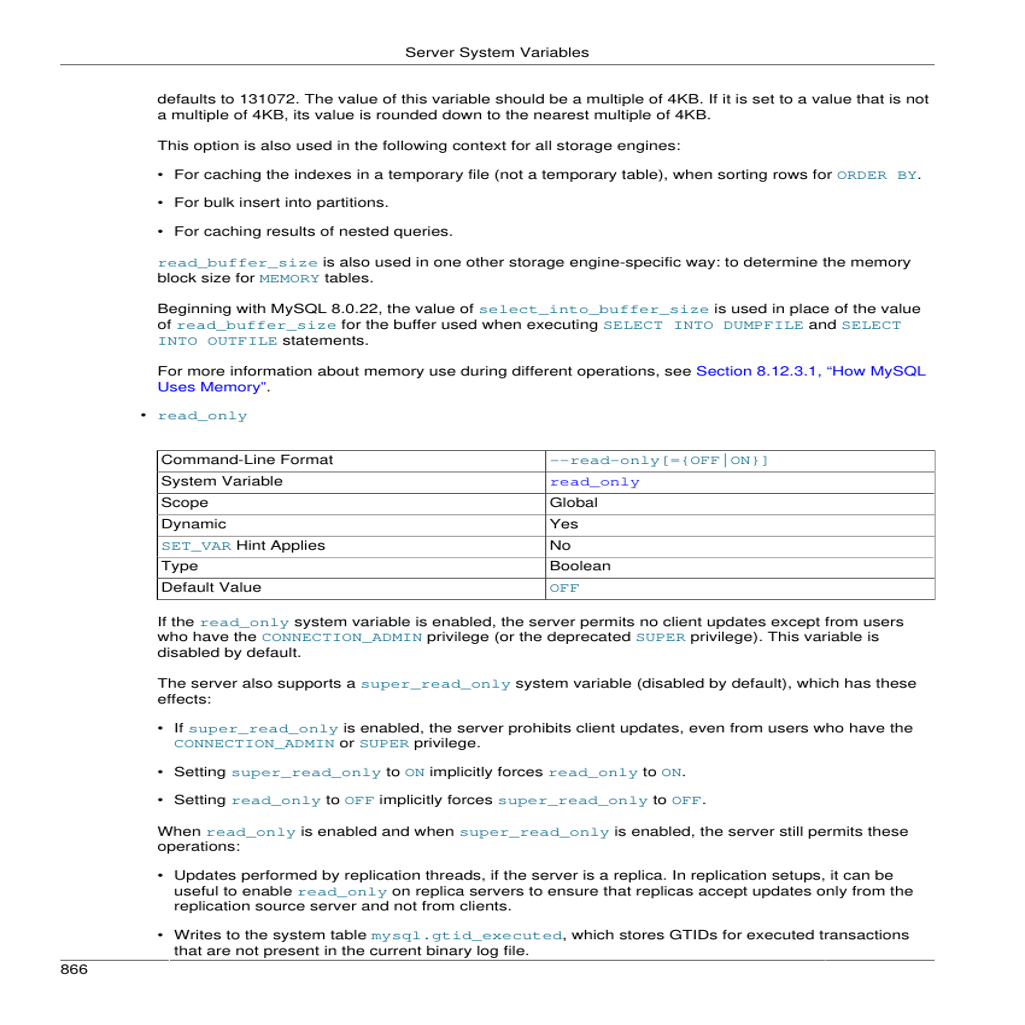 Server System Variables
defaults to 131072. The value of this variable should be a multiple of 4KB. If it is set to a value that is not
a multiple of 4KB, its value is rounded down to the nearest multiple of 4KB.
This option is also used in the following context for all storage engines:
• For caching the indexes in a temporary file (not a temporary table), when sorting rows for ORDER BY.
• For bulk insert into partitions.
• For caching results of nested queries.
read_buffer_size is also used in one other storage engine-specific way: to determine the memory
block size for MEMORY tables.
Beginning with MySQL 8.0.22, the value of select_into_buffer_size is used in place of the value
of read_buffer_size for the buffer used when executing SELECT INTO DUMPFILE and SELECT
INTO OUTFILE statements.
For more information about memory use during different operations, see Section 8.12.3.1, “How MySQL
Uses Memory”.
• read_only
Command-Line Format --read-only[={OFF|ON}]
System Variable read_only
Scope Global
Dynamic Yes
SET_VAR Hint Applies No
Type Boolean
Default Value OFF
If the read_only system variable is enabled, the server permits no client updates except from users
who have the CONNECTION_ADMIN privilege (or the deprecated SUPER privilege). This variable is
disabled by default.
The server also supports a super_read_only system variable (disabled by default), which has these
effects:
• If super_read_only is enabled, the server prohibits client updates, even from users who have the
CONNECTION_ADMIN or SUPER privilege.
• Setting super_read_only to ON implicitly forces read_only to ON.
• Setting read_only to OFF implicitly forces super_read_only to OFF.
When read_only is enabled and when super_read_only is enabled, the server still permits these
operations:
• Updates performed by replication threads, if the server is a replica. In replication setups, it can be
useful to enable read_only on replica servers to ensure that replicas accept updates only from the
replication source server and not from clients.
• Writes to the system table mysql.gtid_executed, which stores GTIDs for executed transactions
that are not present in the current binary log file.
866